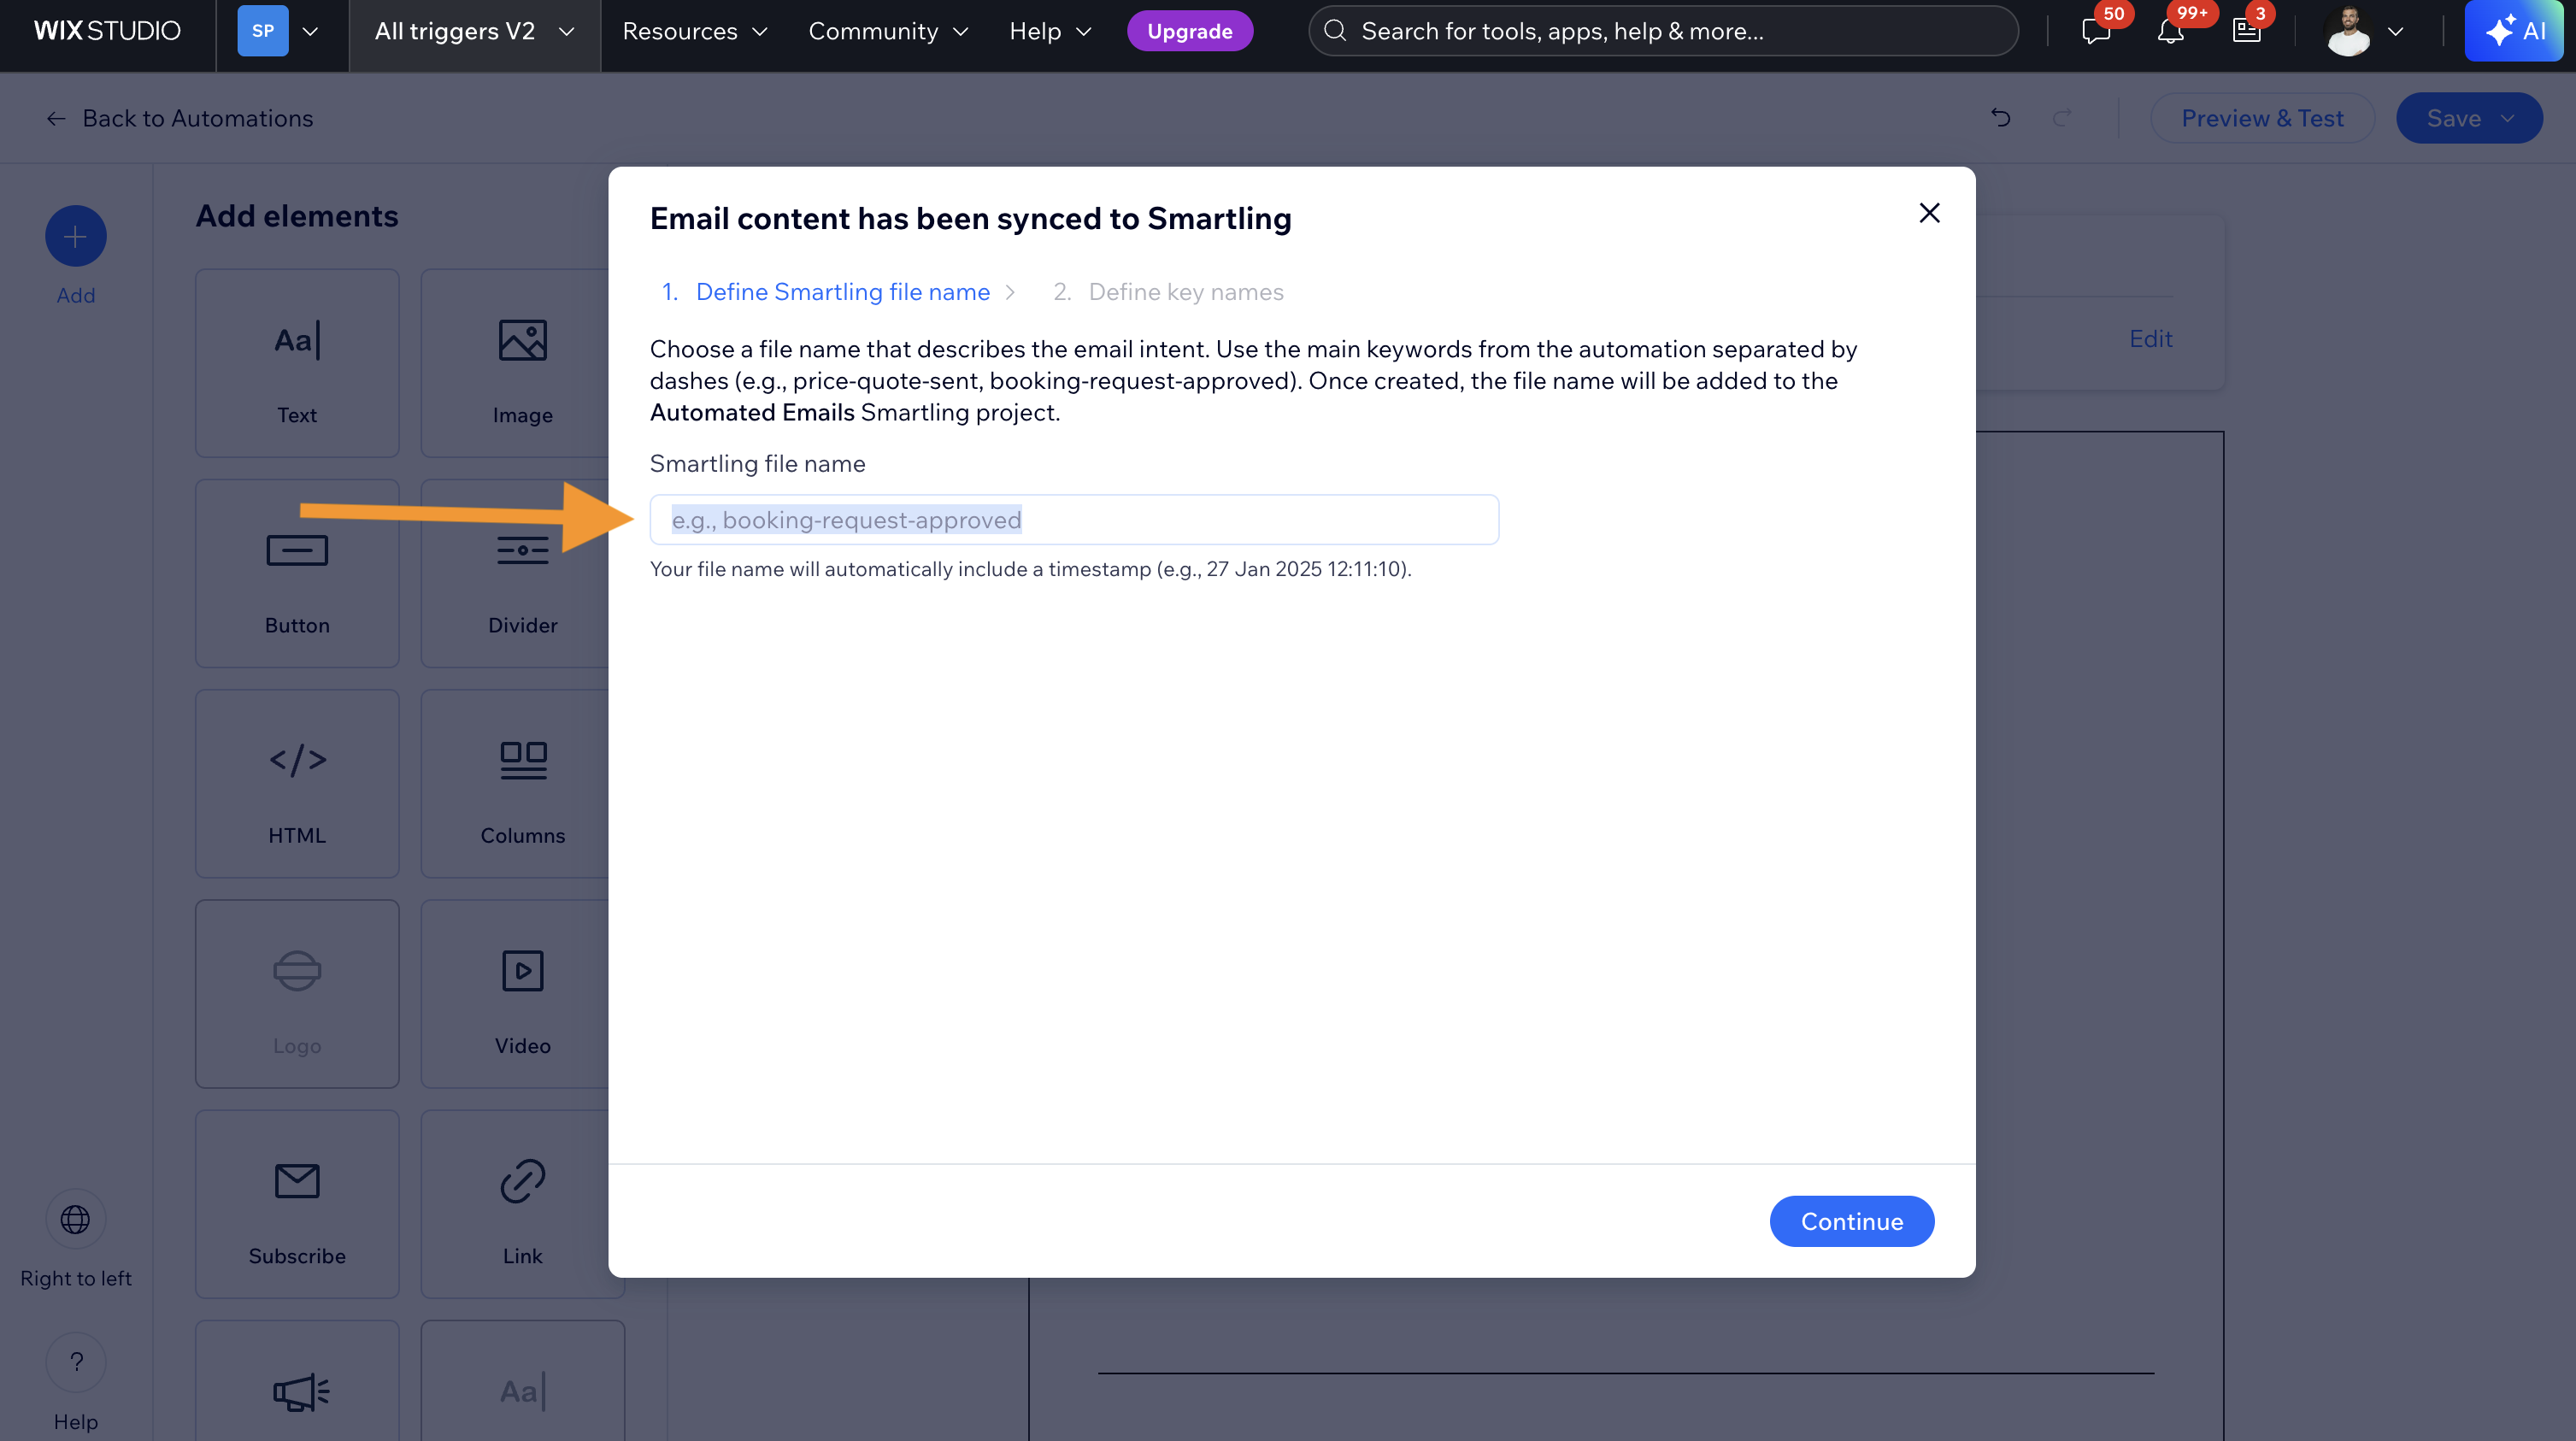 WIX STUDIO
SP
All triggers V2
Resources
Community
Help
Upgrade
Search for tools, apps, help & more...
50
99+
3
AI
Back to Automations
Preview & Test
Save
Add
Add elements
Text
Image
Button
Divider
HTML
Columns
Logo
Video
Subscribe
Link
Aa
Right to left
?
Help
Edit
Email content has been synced to Smartling
1. Define Smartling file name
2. Define key names
Choose a file name that describes the email intent. Use the main keywords from the automation separated by
dashes (e.g., price-quote-sent, booking-request-approved). Once created, the file name will be added to the
Automated Emails Smartling project.
Smartling file name
e.g., booking-request-approved
Your file name will automatically include a timestamp (e.g., 27 Jan 2025 12:11:10).
Continue